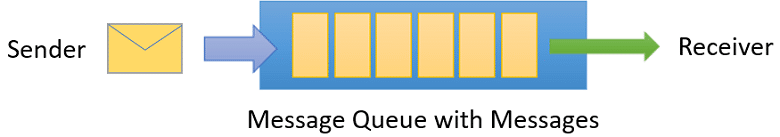 Sender
Receiver
Message Queue with Messages